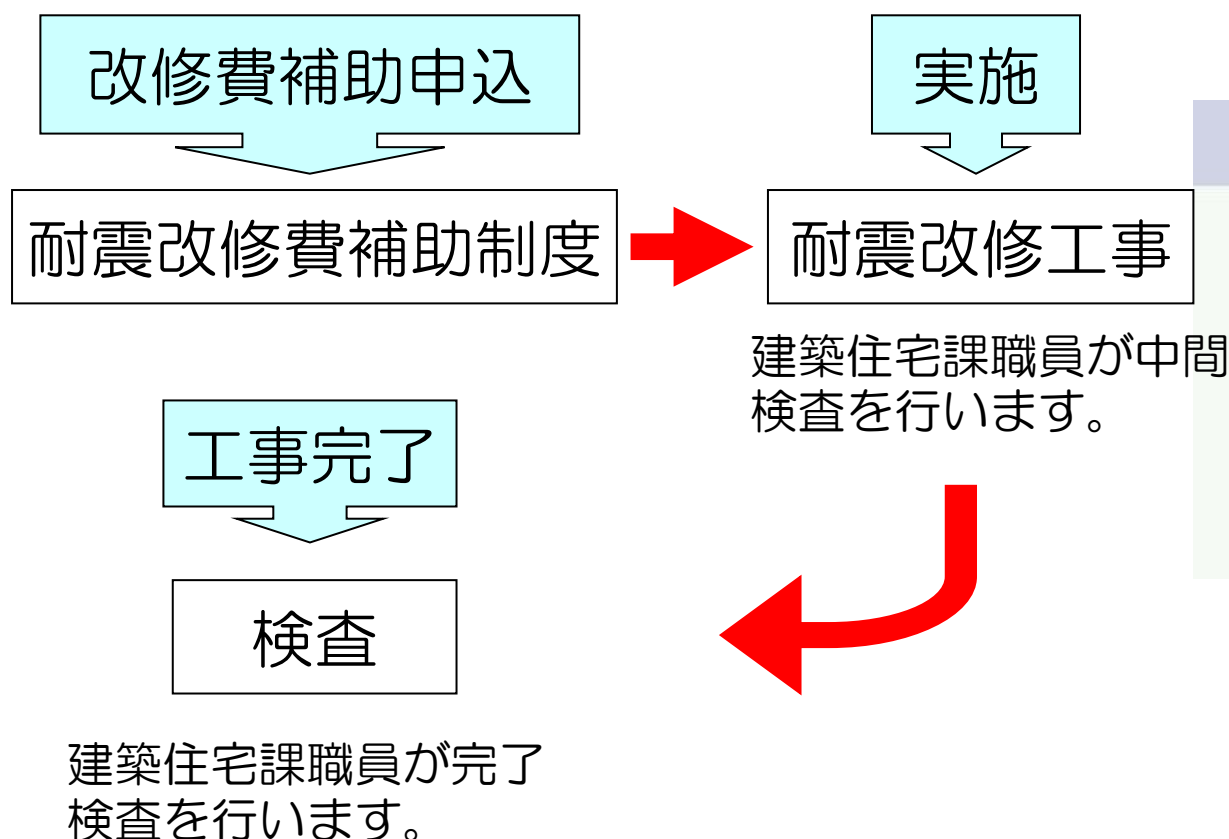 改修費補助申込
実施
耐震改修費補助制度
耐震改修工事
建築住宅課職員が中間
検査を行います。
工事完了
検査
建築住宅課職員が完了
検査を行います。